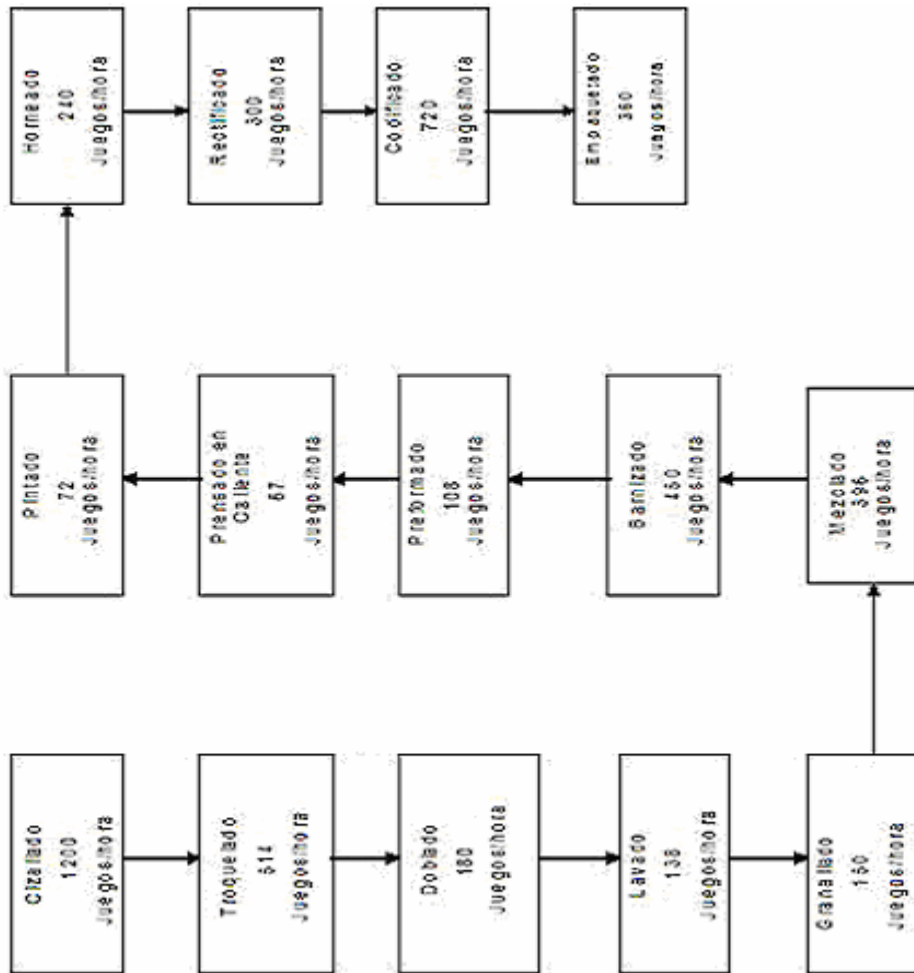 Cizallado
1200
Juegos/hora
Troquelado
514
Juegos/hora
Doblado
180
Juegos/hora
Lavado
138
Juegos/hora
Granallado
150
Juegos/hora
Mezclado
396
Juegos/hora
Barnizado
450
Juegos/hora
Preformado
108
Juegos/hora
Prensado en
Caliente
67
Juegos/hora
Pintado
72
Juegos/hora
Horneado
240
Juegos/hora
Rectificado
300
Juegos/hora
Codificado
720
Juegos/hora
Empaquetado
360
Juegos/hora